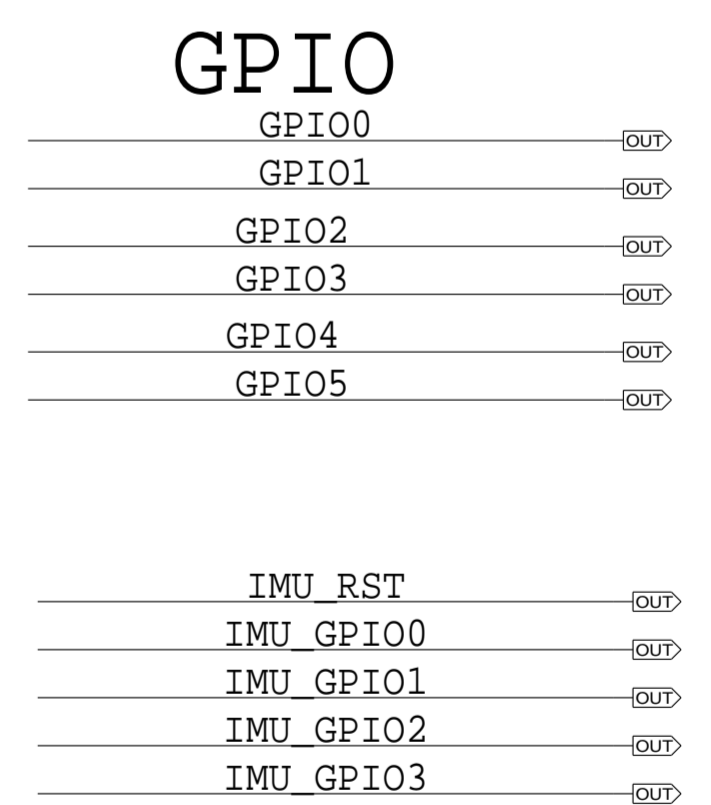 GPIO
GPIO0 OUT
GPIO1 OUT
GPIO2 OUT
GPIO3 OUT
GPIO4 OUT
GPIO5 OUT
IMU_RST OUT
IMU_GPIO0 OUT
IMU_GPIO1 OUT
IMU_GPIO2 OUT
IMU_GPIO3 OUT